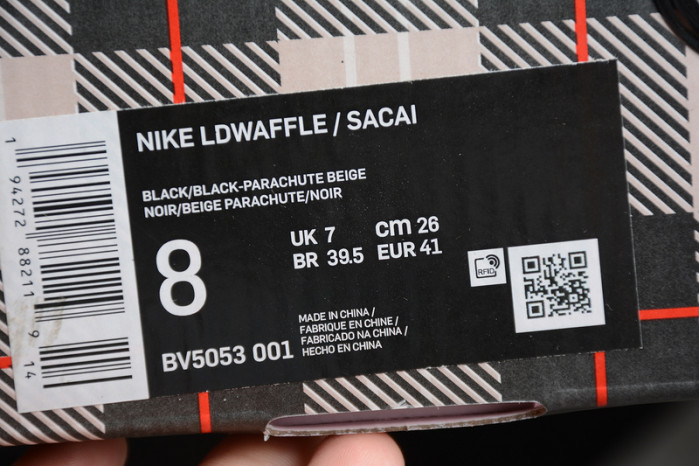 NIKE LDWAFFLE / SACAI
BLACK/BLACK-PARACHUTE BEIGE
NOIR/BEIGE PARACHUTE/NOIR
8
UK 7 cm 26
BR 39.5 EUR 41
RFID
BV5053 001
MADE IN CHINA /
FABRIQUE EN CHINE /
FABRICADO NA CHINA /
HECHO EN CHINA
1 94272 88211 9 14